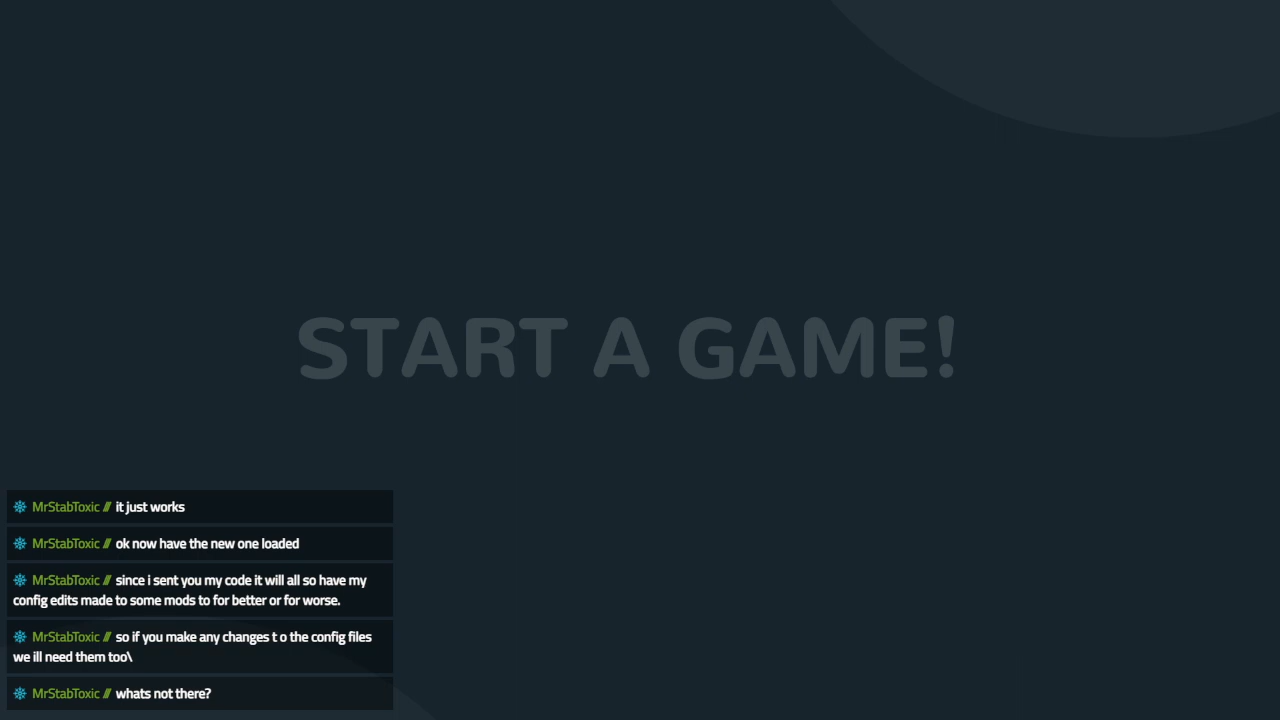 START A GAME!
MrStabToxic // it just works
MrStabToxic // ok now have the new one loaded
MrStabToxic // since i sent you my code it will all so have my
config edits made to some mods to for better or for worse.
MrStabToxic // so if you make any changes t o the config files
we ill need them too\
MrStabToxic // whats not there?